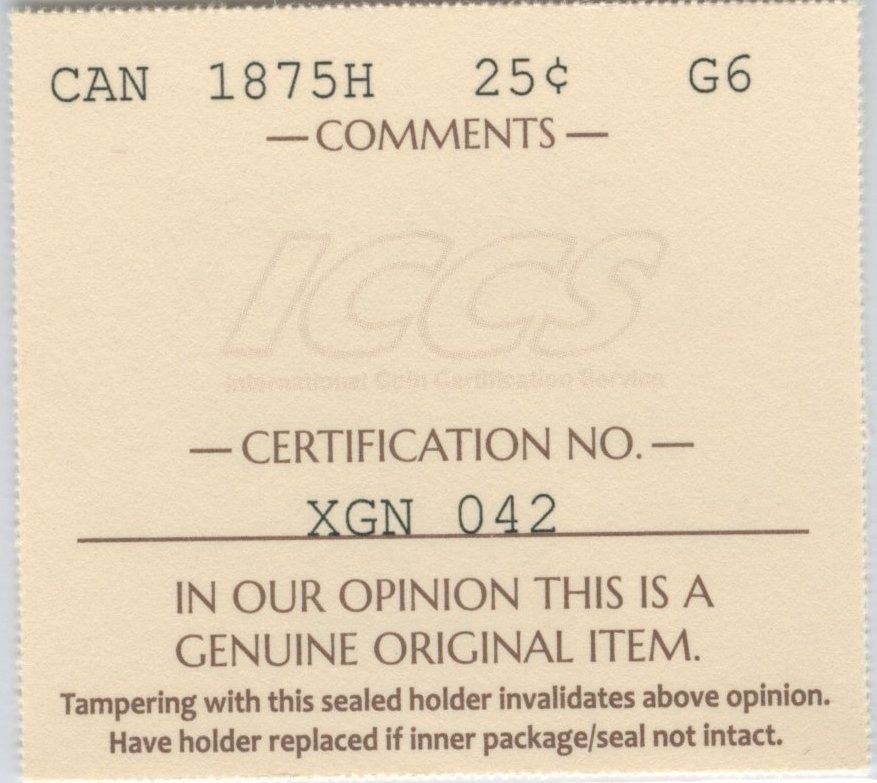 CAN 1875H 25¢ G6
— COMMENTS —
ICCS
International Coin Certification Service
— CERTIFICATION NO. —
XGN 042
IN OUR OPINION THIS IS A
GENUINE ORIGINAL ITEM.
Tampering with this sealed holder invalidates above opinion.
Have holder replaced if inner package/seal not intact.